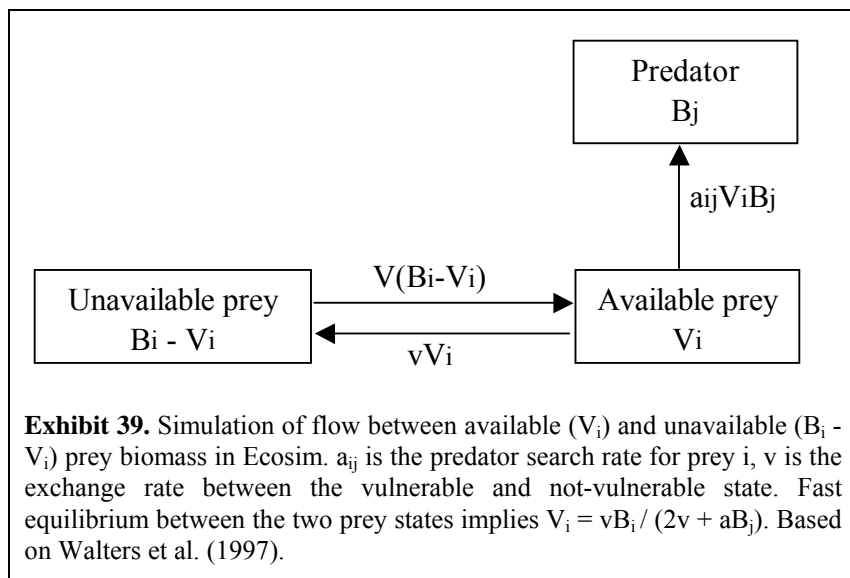 Predator
Bj
aijViBj
V(Bi-Vi)
Unavailable prey
Bi - Vi
Available prey
Vi
vVi
Exhibit 39. Simulation of flow between available (Vi) and unavailable (Bi -
Vi) prey biomass in Ecosim. aij is the predator search rate for prey i, v is the
exchange rate between the vulnerable and not-vulnerable state. Fast
equilibrium between the two prey states implies Vi = vBi / (2v + aBj). Based
on Walters et al. (1997).